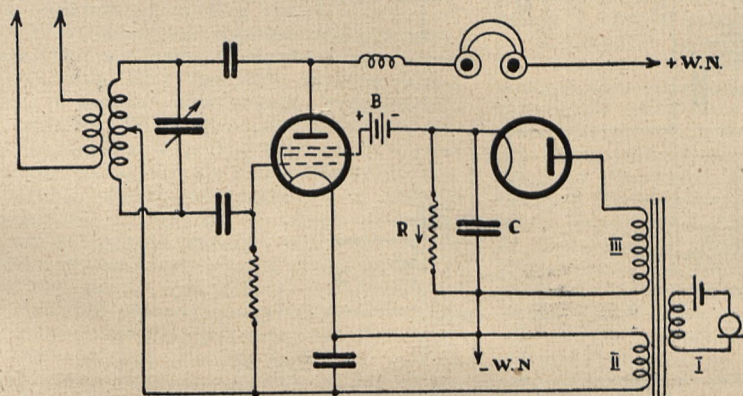 + W.N.
+ B -
R C
III
- W.N
II I